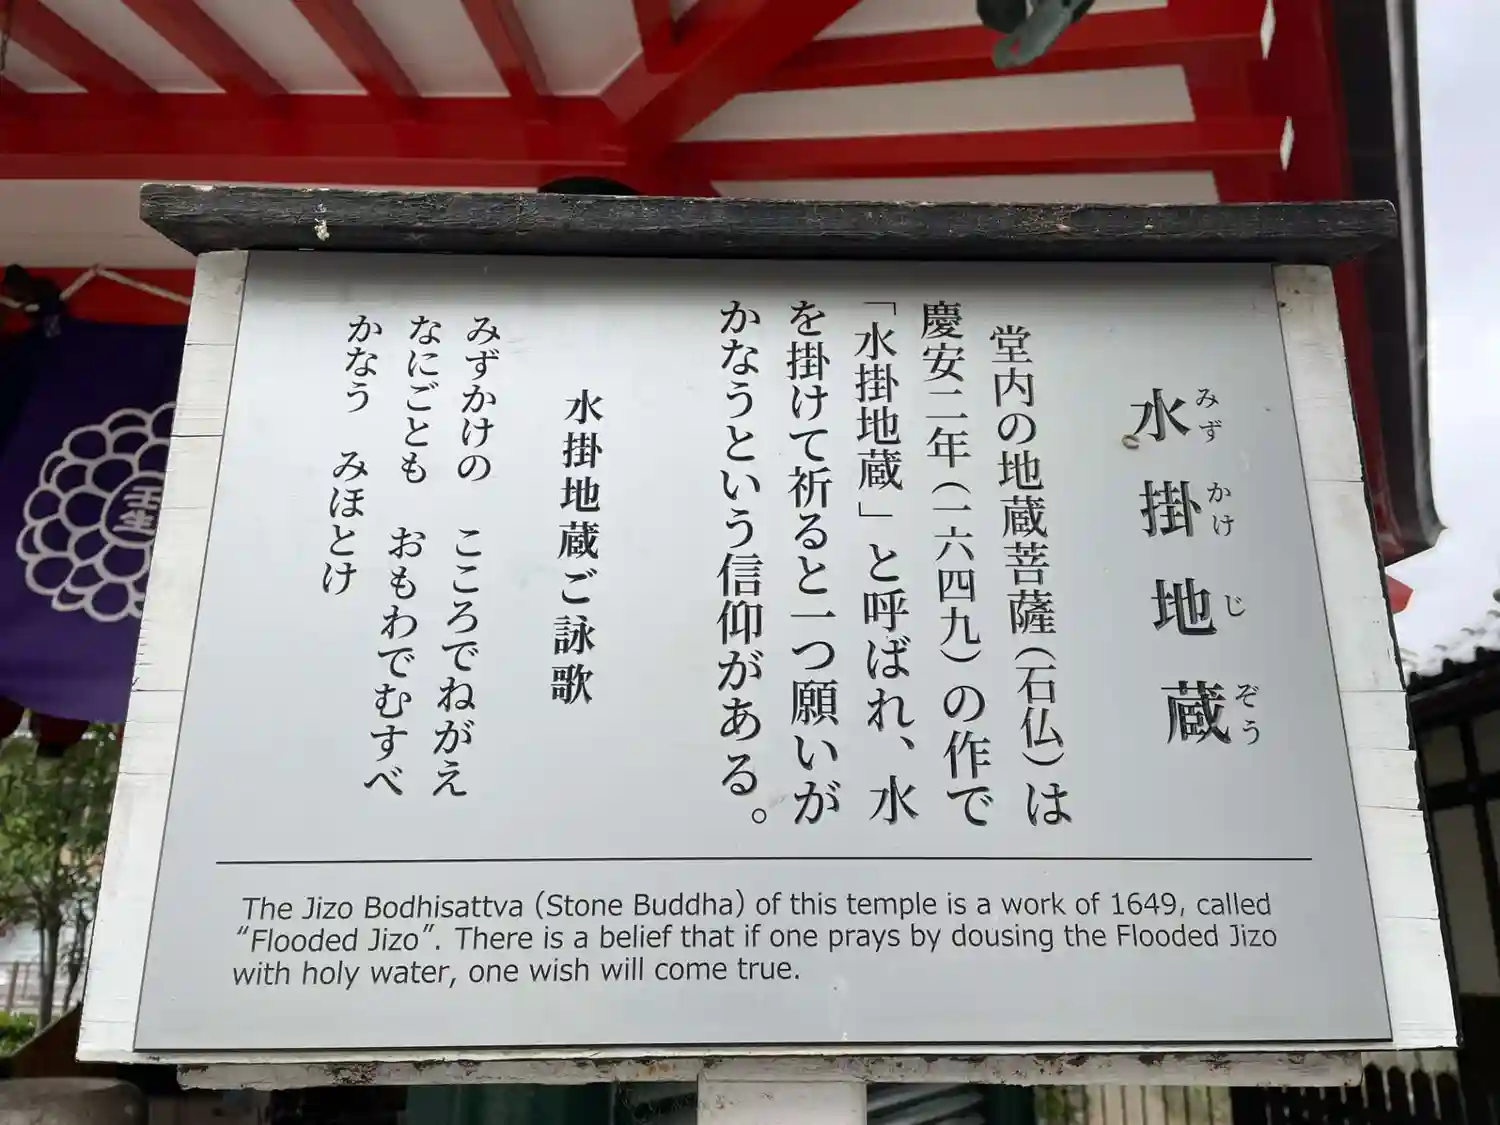 水掛地蔵
みずかけじぞう
堂内の地蔵菩薩(石仏)は
慶安二年(一六四九)の作で
「水掛地蔵」と呼ばれ、水
を掛けて祈ると一つ願いが
かなうという信仰がある。
水掛地蔵ご詠歌
みずかけの　こころでねがえ
なにごとも　おもわでむすべ
かなう　みほとけ
The Jizo Bodhisattva (Stone Buddha) of this temple is a work of 1649, called
“Flooded Jizo”. There is a belief that if one prays by dousing the Flooded Jizo
with holy water, one wish will come true.
壬生